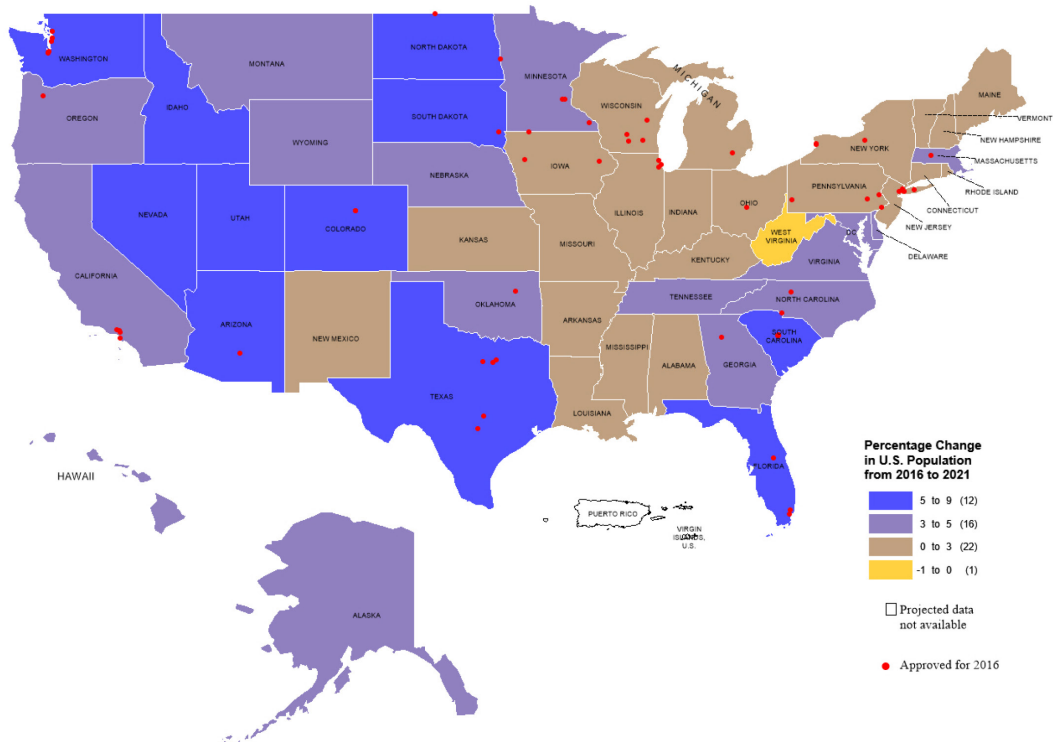 WASHINGTON
NORTH DAKOTA
MONTANA
MINNESOTA
MICHIGAN
MAINE
WISCONSIN
OREGON
IDAHO
SOUTH DAKOTA
VERMONT
WYOMING
NEW HAMPSHIRE
NEW YORK
IOWA
MASSACHUSETTS
NEBRASKA
PENNSYLVANIA
RHODE ISLAND
OHIO
ILLINOIS
INDIANA
CONNECTICUT
NEVADA
UTAH
COLORADO
NEW JERSEY
WEST
VIRGINIA
DC
KANSAS
MISSOURI
DELAWARE
KENTUCKY
VIRGINIA
CALIFORNIA
TENNESSEE
NORTH CAROLINA
OKLAHOMA
ARKANSAS
ARIZONA
NEW MEXICO
SOUTH
CAROLINA
MISSISSIPPI
ALABAMA
GEORGIA
TEXAS
LOUISIANA
FLORIDA
HAWAII
PUERTO RICO
VIRGIN
ISLANDS,
U.S.
ALASKA
Percentage Change
in U.S. Population
from 2016 to 2021
5 to 9 (12)
3 to 5 (16)
0 to 3 (22)
-1 to 0 (1)
Projected data
not available
Approved for 2016